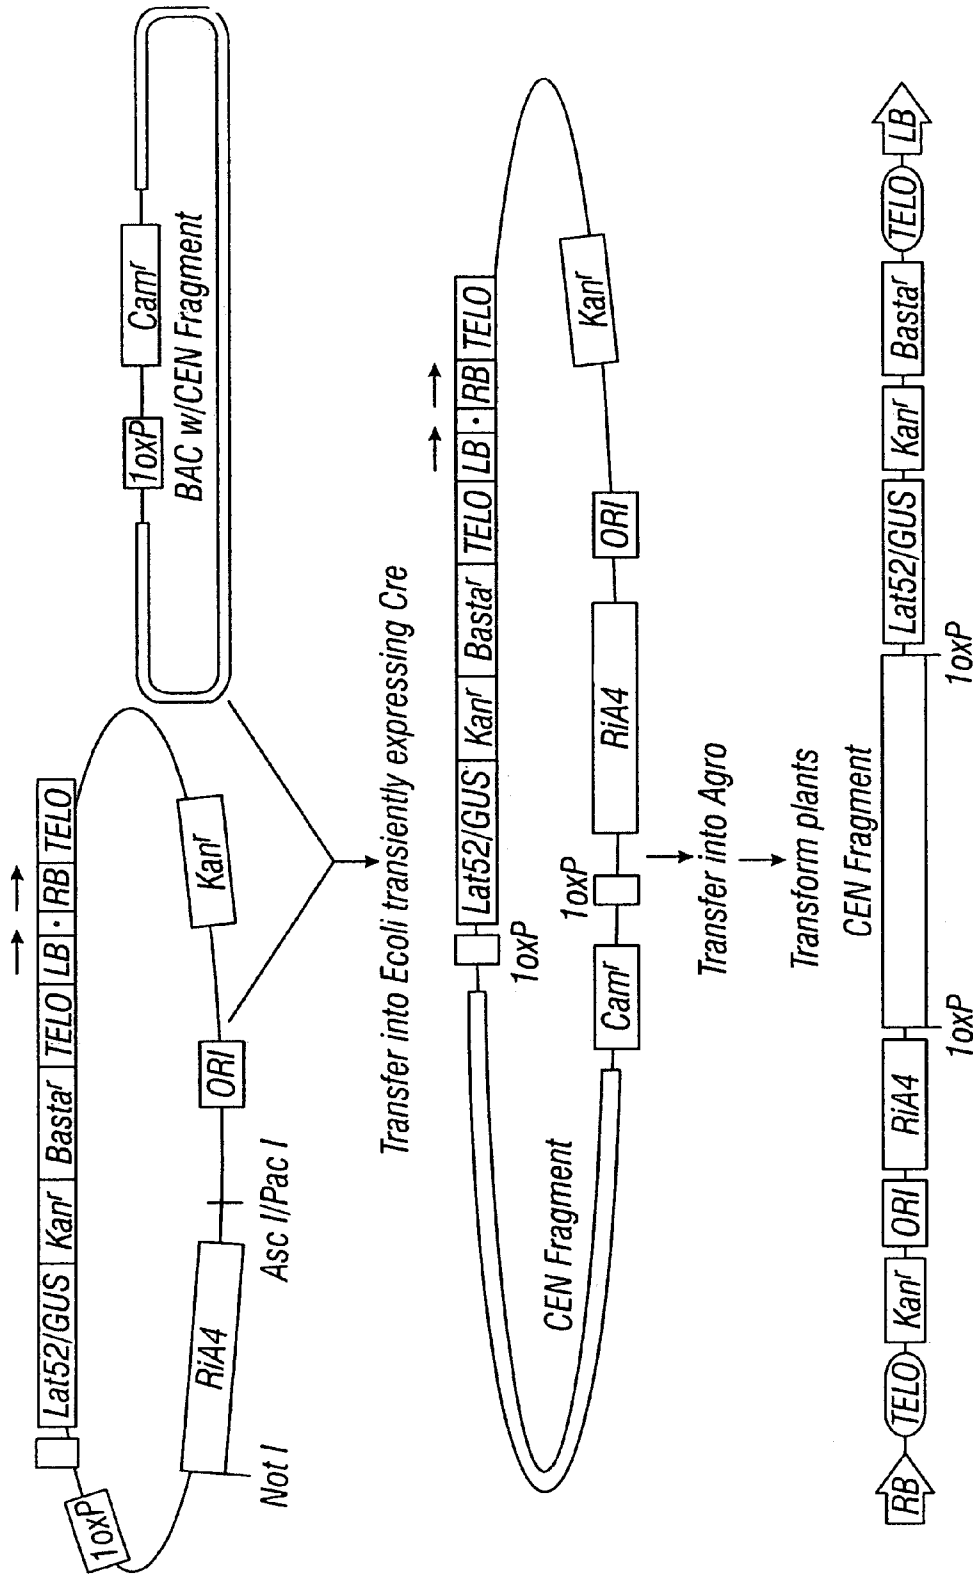 Lat52/GUS Kanʳ Bastaʳ TELO LB · RB TELO
1oxP
Kanʳ
ORI
Asc I/Pac I
RiA4
Not I
1oxP
Camʳ
BAC w/CEN Fragment
Transfer into Ecoli transiently expressing Cre
Lat52/GUS Kanʳ Bastaʳ TELO LB · RB TELO
1oxP
Kanʳ
ORI
RiA4
1oxP
Camʳ
CEN Fragment
Transfer into Agro
Transform plants
CEN Fragment
RB TELO Kanʳ ORI RiA4 Lat52/GUS Kanʳ Bastaʳ TELO LB
1oxP 1oxP